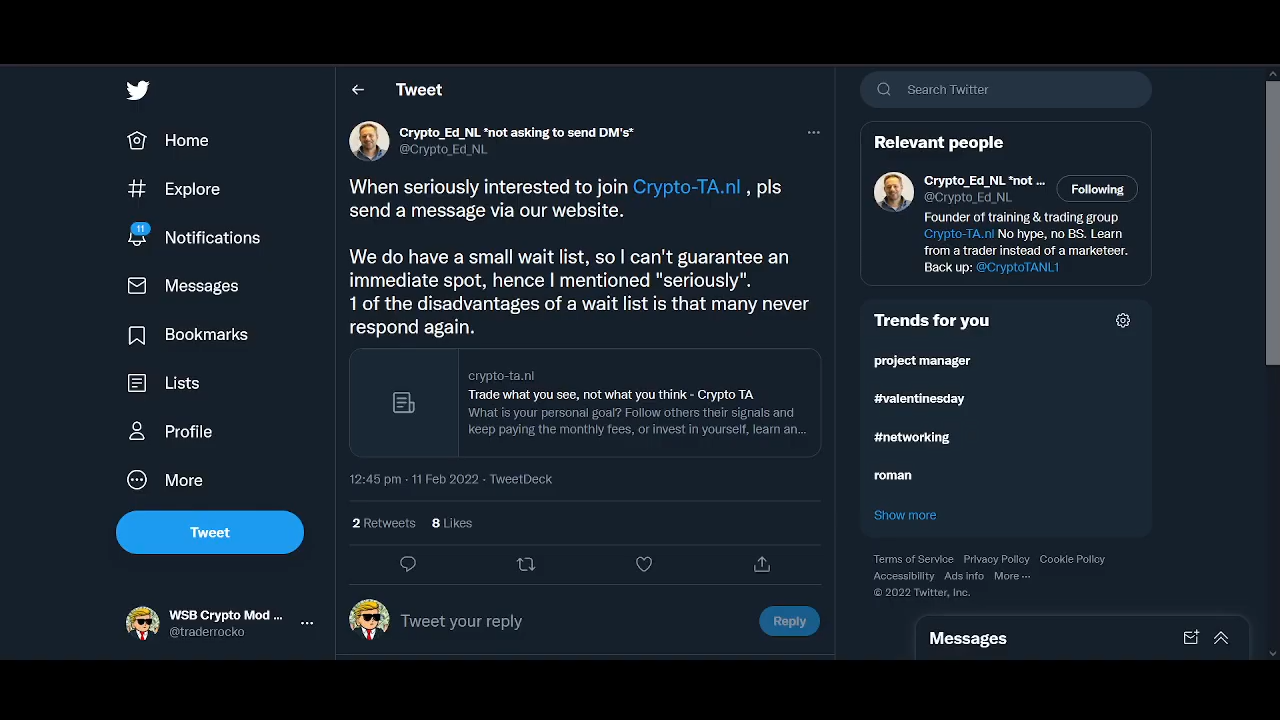 Tweet
Search Twitter
Home
Explore
11
Notifications
Messages
Bookmarks
Lists
Profile
More
Tweet
WSB Crypto Mod ...
@traderrocko
Crypto_Ed_NL *not asking to send DM's*
@Crypto_Ed_NL
When seriously interested to join Crypto-TA.nl , pls
send a message via our website.
We do have a small wait list, so I can't guarantee an
immediate spot, hence I mentioned "seriously".
1 of the disadvantages of a wait list is that many never
respond again.
crypto-ta.nl
Trade what you see, not what you think - Crypto TA
What is your personal goal? Follow others their signals and
keep paying the monthly fees, or invest in yourself, learn an...
12:45 pm · 11 Feb 2022 · TweetDeck
2 Retweets 8 Likes
Tweet your reply
Reply
Relevant people
Crypto_Ed_NL *not ...
@Crypto_Ed_NL
Following
Founder of training & trading group
Crypto-TA.nl No hype, no BS. Learn
from a trader instead of a marketeer.
Back up: @CryptoTANL1
Trends for you
project manager
#valentinesday
#networking
roman
Show more
Terms of Service Privacy Policy Cookie Policy
Accessibility Ads info More ···
© 2022 Twitter, Inc.
Messages